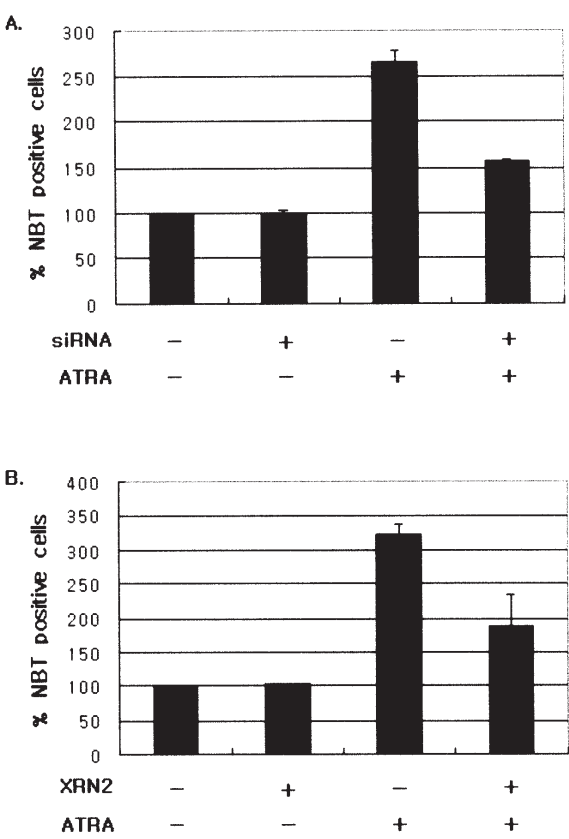 A.
% NBT positive cells
300
250
200
150
100
50
0
siRNA − + − +
ATRA − − + +
B.
% NBT positive cells
400
350
300
250
200
150
100
50
0
XRN2 − + − +
ATRA − − + +